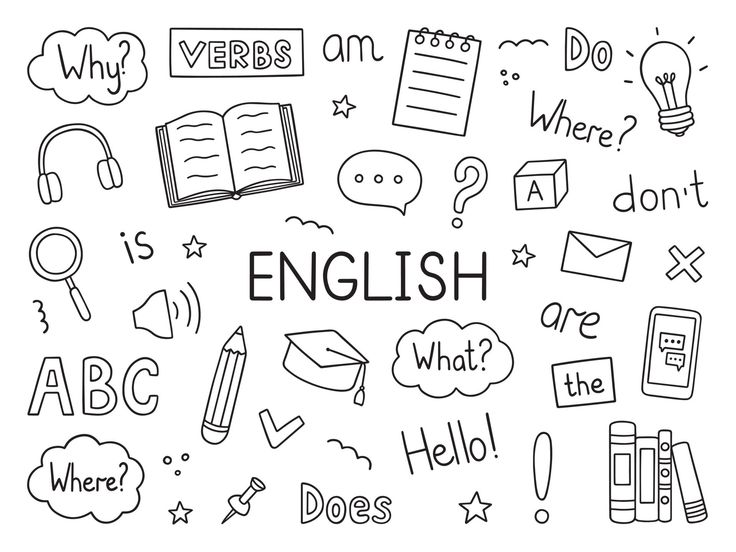 Why?
VERBS
am
Do
Where?
A
don't
is
ENGLISH
are
What?
the
ABC
Hello!
Where?
Does